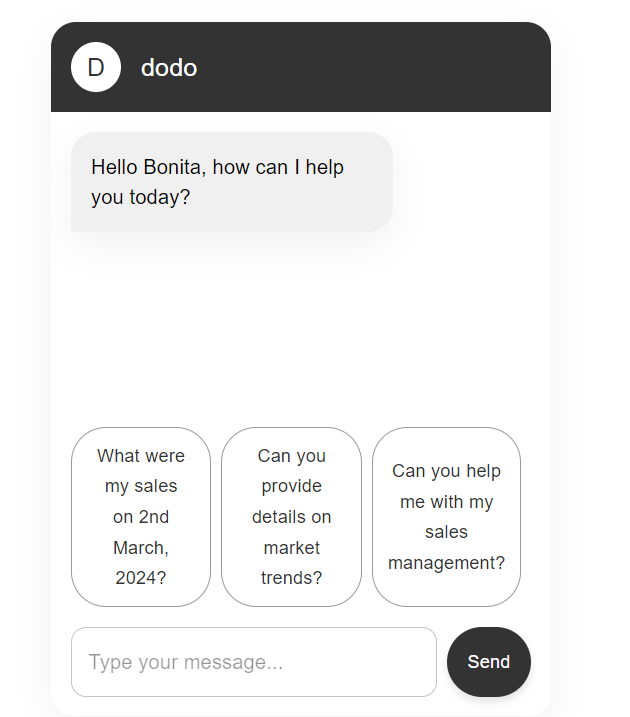 D
dodo
Hello Bonita, how can I help
you today?
What were
my sales
on 2nd
March,
2024?
Can you
provide
details on
market
trends?
Can you help
me with my
sales
management?
Type your message...
Send